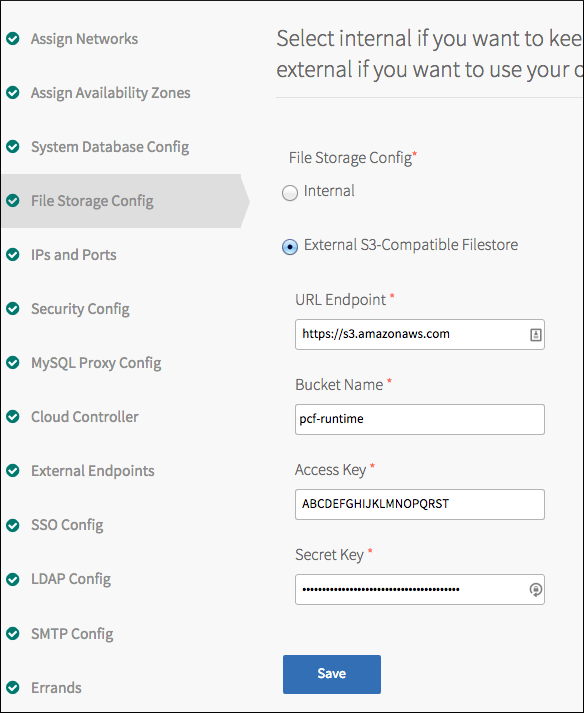 Assign Networks
Assign Availability Zones
System Database Config
File Storage Config
IPs and Ports
Security Config
MySQL Proxy Config
Cloud Controller
External Endpoints
SSO Config
LDAP Config
SMTP Config
Errands
Select internal if you want to kee
external if you want to use your o
File Storage Config*
Internal
External S3-Compatible Filestore
URL Endpoint *
https://s3.amazonaws.com
Bucket Name *
pcf-runtime
Access Key *
ABCDEFGHIJKLMNOPQRST
Secret Key *
Save